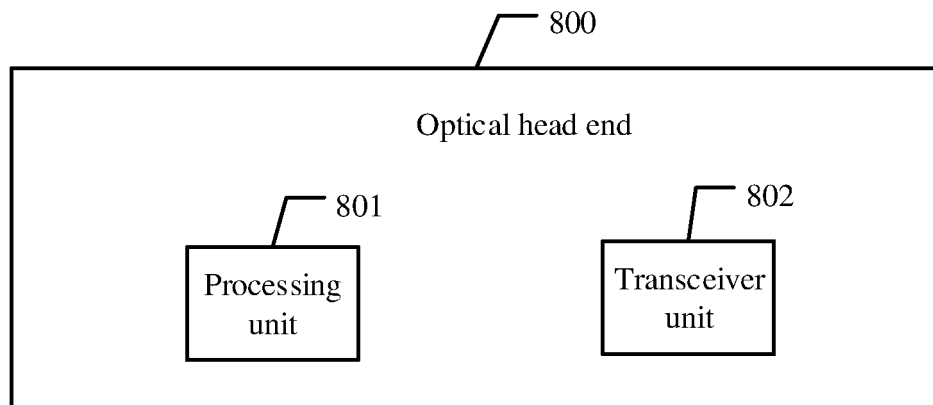 800
Optical head end
801
802
Processing
unit
Transceiver
unit